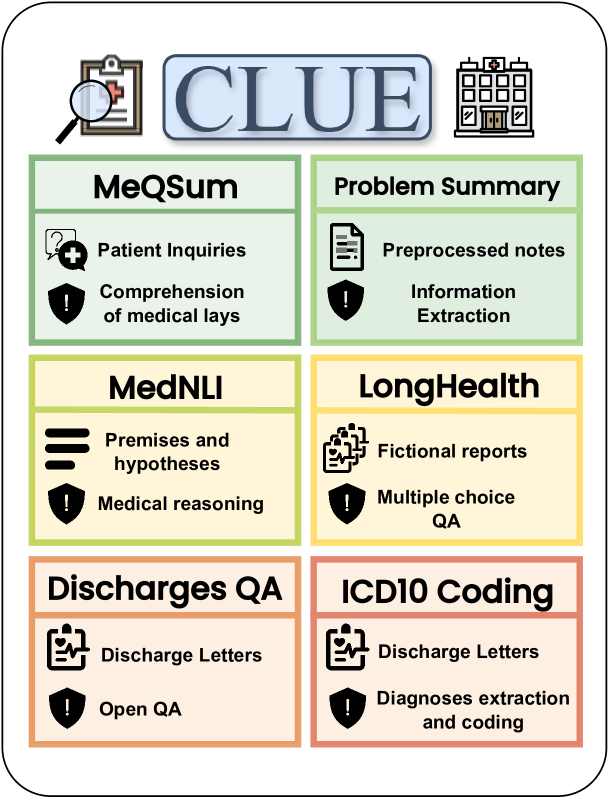 CLUE
MeQSum
Patient Inquiries
Comprehension
of medical lays
Problem Summary
Preprocessed notes
Information
Extraction
MedNLI
Premises and
hypotheses
Medical reasoning
LongHealth
Fictional reports
Multiple choice
QA
Discharges QA
Discharge Letters
Open QA
ICD10 Coding
Discharge Letters
Diagnoses extraction
and coding